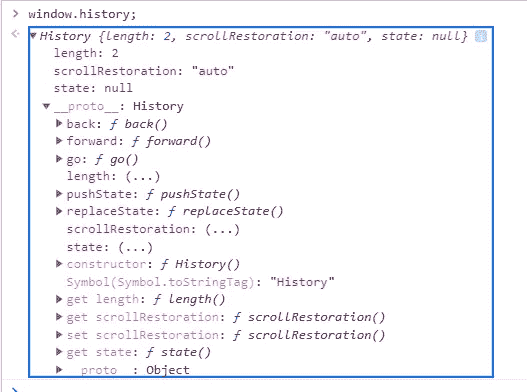 > window.history;
<· ▼History {length: 2, scrollRestoration: "auto", state: null} i
length: 2
scrollRestoration: "auto"
state: null
▼__proto__: History
▶back: ƒ back()
▶forward: ƒ forward()
▶go: ƒ go()
length: (...)
▶pushState: ƒ pushState()
▶replaceState: ƒ replaceState()
scrollRestoration: (...)
state: (...)
▶constructor: ƒ History()
Symbol(Symbol.toStringTag): "History"
▶get length: ƒ length()
▶get scrollRestoration: ƒ scrollRestoration()
▶set scrollRestoration: ƒ scrollRestoration()
▶get state: ƒ state()
▶__proto__: Object
>